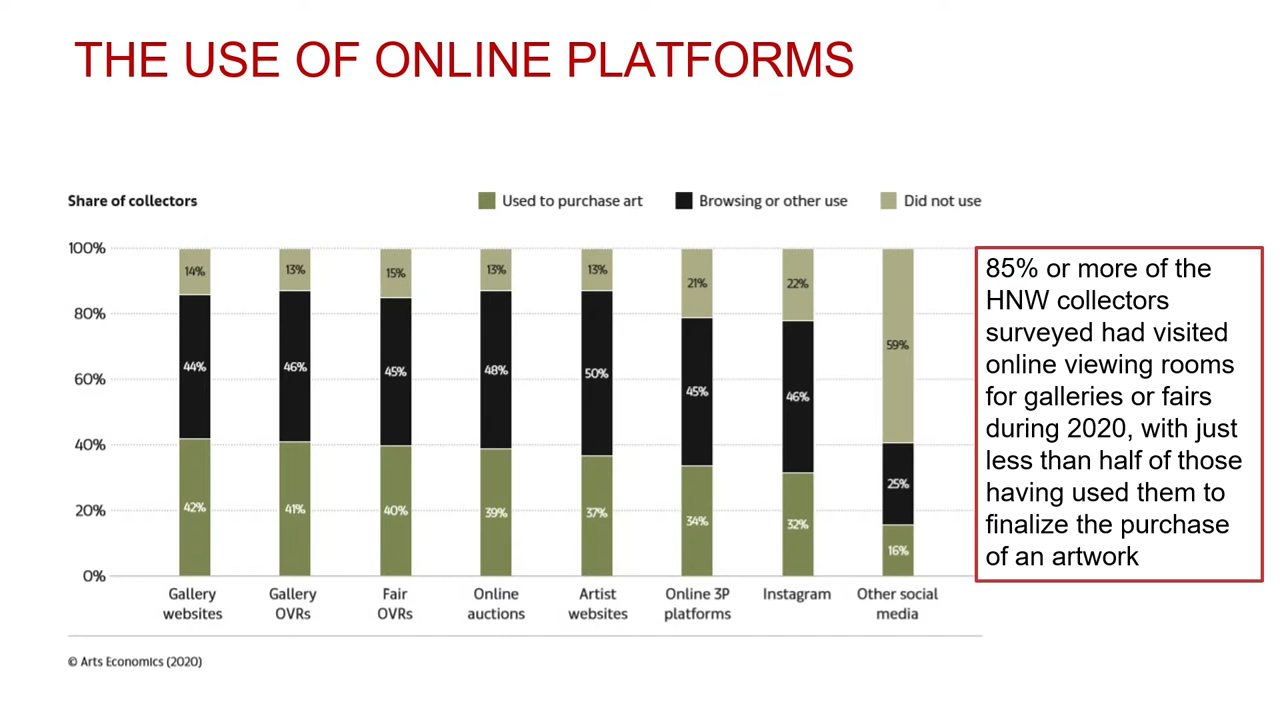 THE USE OF ONLINE PLATFORMS
Share of collectors
Used to purchase art
Browsing or other use
Did not use
100%
80%
60%
40%
20%
0%
14%
44%
42%
13%
46%
41%
15%
45%
40%
13%
48%
39%
13%
50%
37%
21%
45%
34%
22%
46%
32%
59%
25%
16%
Gallery
websites
Gallery
OVRs
Fair
OVRs
Online
auctions
Artist
websites
Online 3P
platforms
Instagram
Other social
media
© Arts Economics (2020)
85% or more of the
HNW collectors
surveyed had visited
online viewing rooms
for galleries or fairs
during 2020, with just
less than half of those
having used them to
finalize the purchase
of an artwork